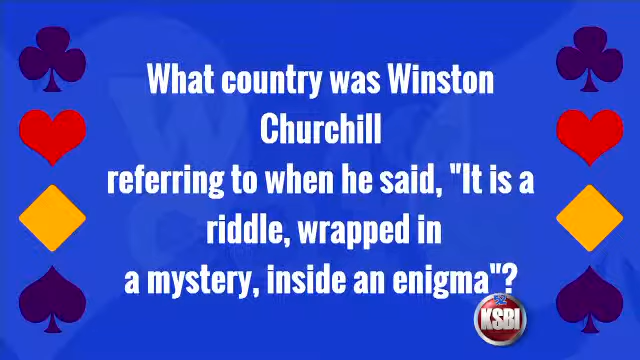 What country was Winston
Churchill
referring to when he said, "It is a
riddle, wrapped in
a mystery, inside an enigma"?
52
KSBI